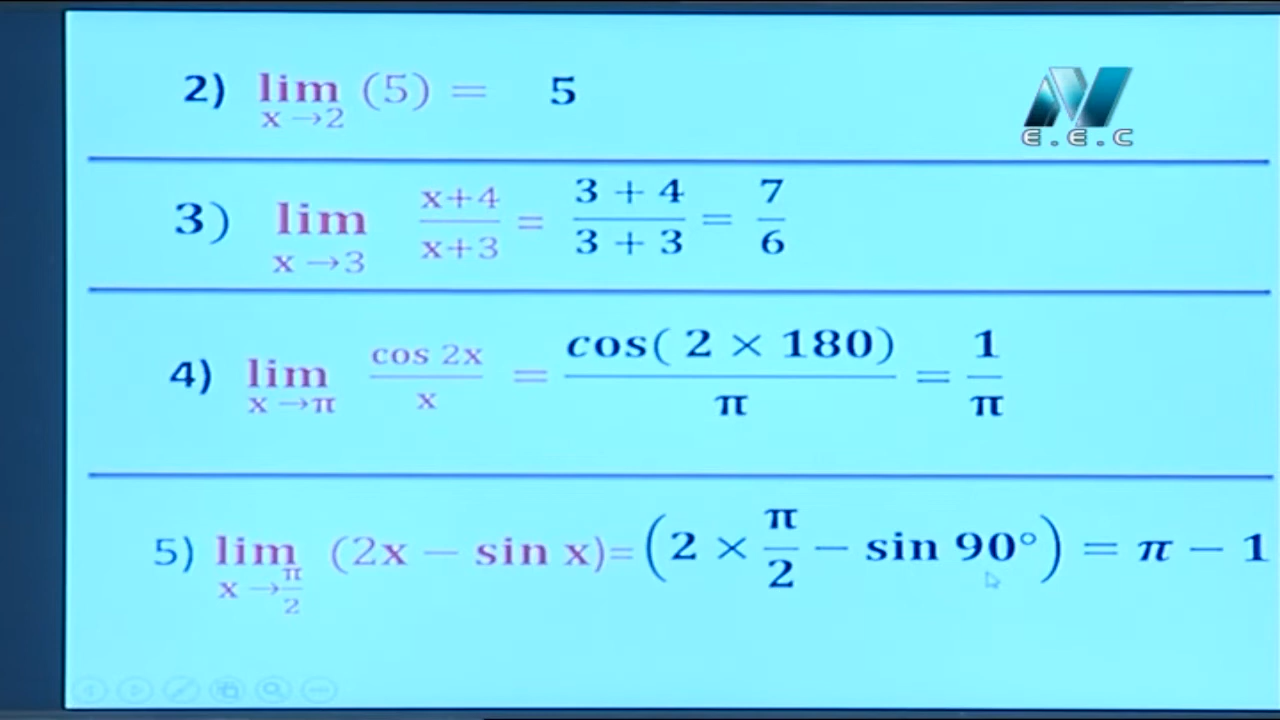 2) lim x→2 (5) = 5
N
E.E.C
3) lim x→3 x+4/x+3 = 3 + 4/3 + 3 = 7/6
4) lim x→π cos 2x/x = cos( 2 × 180)/π = 1/π
5) lim x→π/2 (2x − sin x)= (2 × π/2 − sin 90°) = π − 1